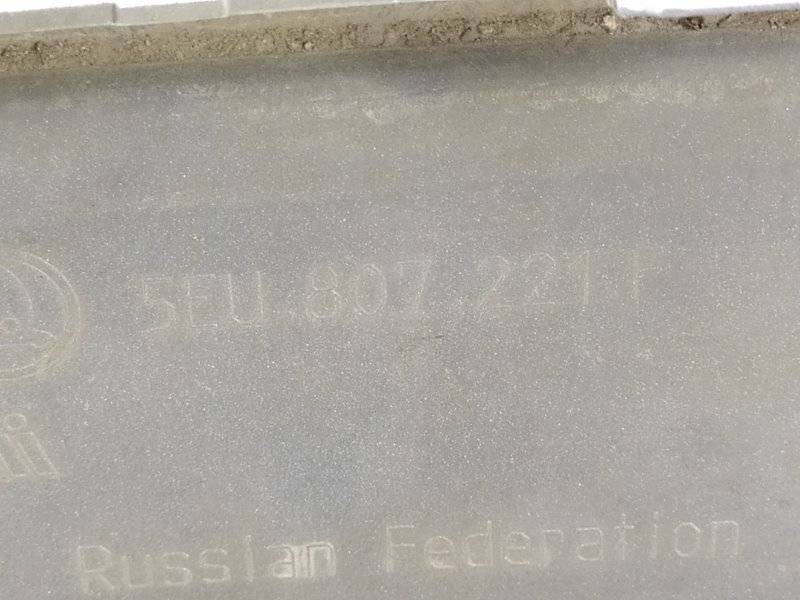 5EU 807 221 F
Russian Federation